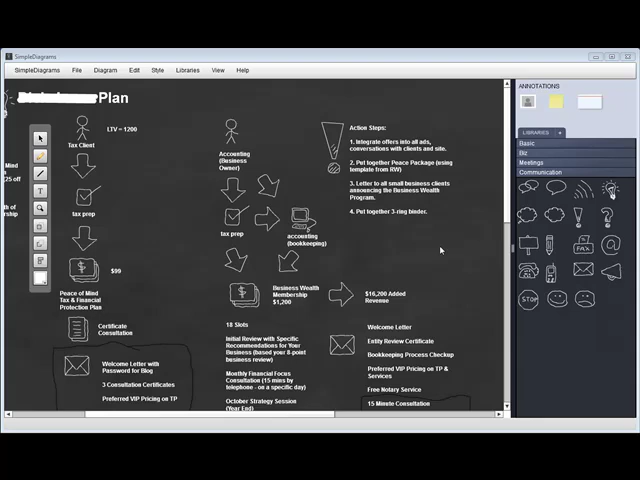 SimpleDiagrams
SimpleDiagrams File Diagram Edit Style Libraries View Help
Plan
LTV = 1200
Tax Client
tax prep
$99
Peace of Mind
Tax & Financial
Protection Plan
Certificate
Consultation
Welcome Letter with
Password for Blog
3 Consultation Certificates
Preferred VIP Pricing on TP
Mind
25 off
th of
ership
Accounting
(Business
Owner)
tax prep
accounting
(bookkeeping)
Business Wealth
Membership
$1,200
18 Slots
Initial Review with Specific
Recommendations for Your
Business (based your 8-point
business review)
Monthly Financial Focus
Consultation (15 mins by
telephone - on a specific day)
October Strategy Session
(Year End)
Action Steps:
1. Integrate offers into all ads,
conversations with clients and site.
2. Put together Peace Package (using
template from RW)
3. Letter to all small business clients
announcing the Business Wealth
Program.
4. Put together 3-ring binder.
$16,200 Added
Revenue
Welcome Letter
Entity Review Certificate
Bookkeeping Process Checkup
Preferred VIP Pricing on TP &
Services
Free Notary Service
15 Minute Consultation
ANNOTATIONS
LIBRARIES +
Basic
Biz
Meetings
Communication
FAX
STOP